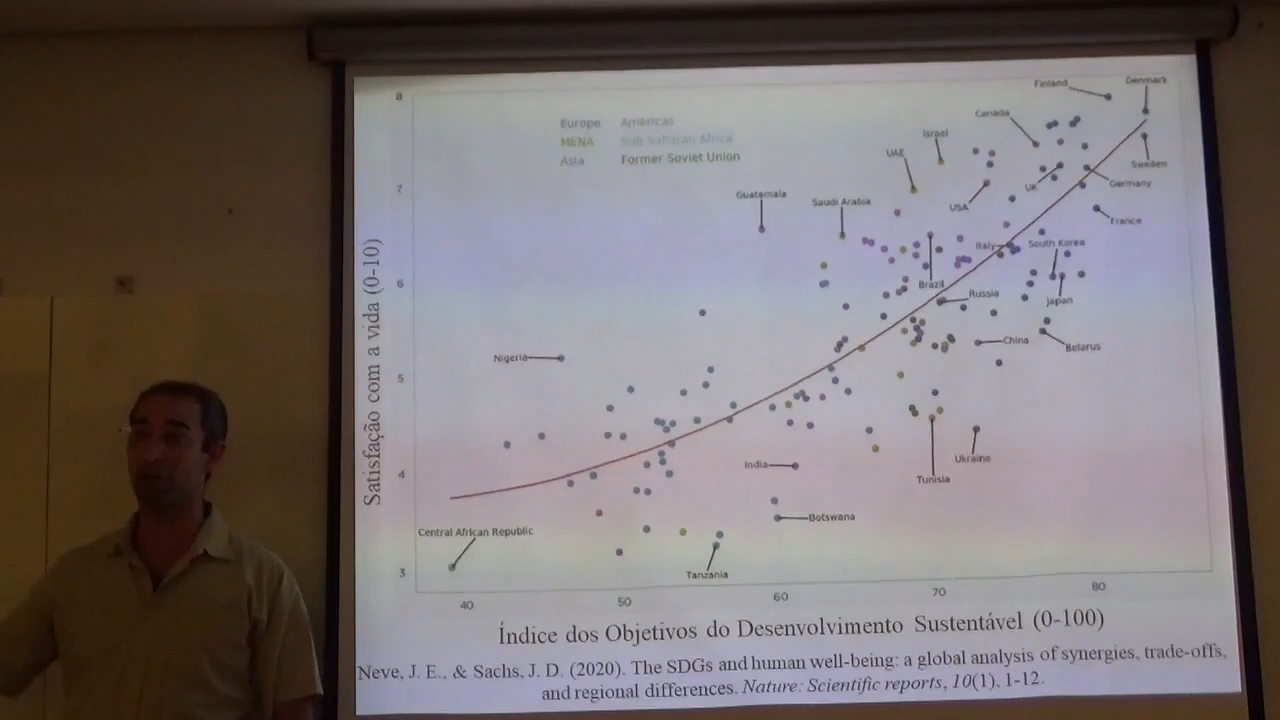 8
7
6
5
4
3
Satisfação com a vida (0-10)
Europe Americas
MENA Sub Saharan Africa
Asia Former Soviet Union
Finland
Denmark
Canada
Israel
UAE
Sweden
Germany
UK
USA
Guatemala
Saudi Arabia
France
Italy
South Korea
Brazil
Russia
Japan
China
Belarus
Nigeria
India
Ukraine
Tunisia
Botswana
Central African Republic
Tanzania
40 50 60 70 80
Índice dos Objetivos do Desenvolvimento Sustentável (0-100)
Neve, J. E., & Sachs, J. D. (2020). The SDGs and human well-being: a global analysis of synergies, trade-offs,
and regional differences. Nature: Scientific reports, 10(1), 1-12.